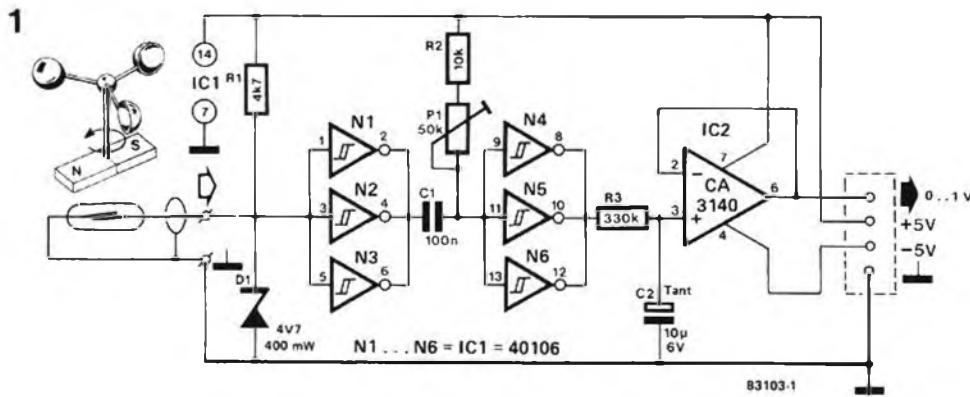 1
14
IC1
7
N
S
R1
4k7
D1
4V7
400 mW
N1
1
2
N2
3
4
N3
5
6
C1
100n
R2
10k
P1
50k
N4
9
8
N5
11
10
N6
13
12
R3
330k
C2
Tant
10µ
6V
IC2
2
−
7
CA
3140
6
3
+
4
0...1V
+5V
−5V
N1 ... N6 = IC1 = 40106
83103-1